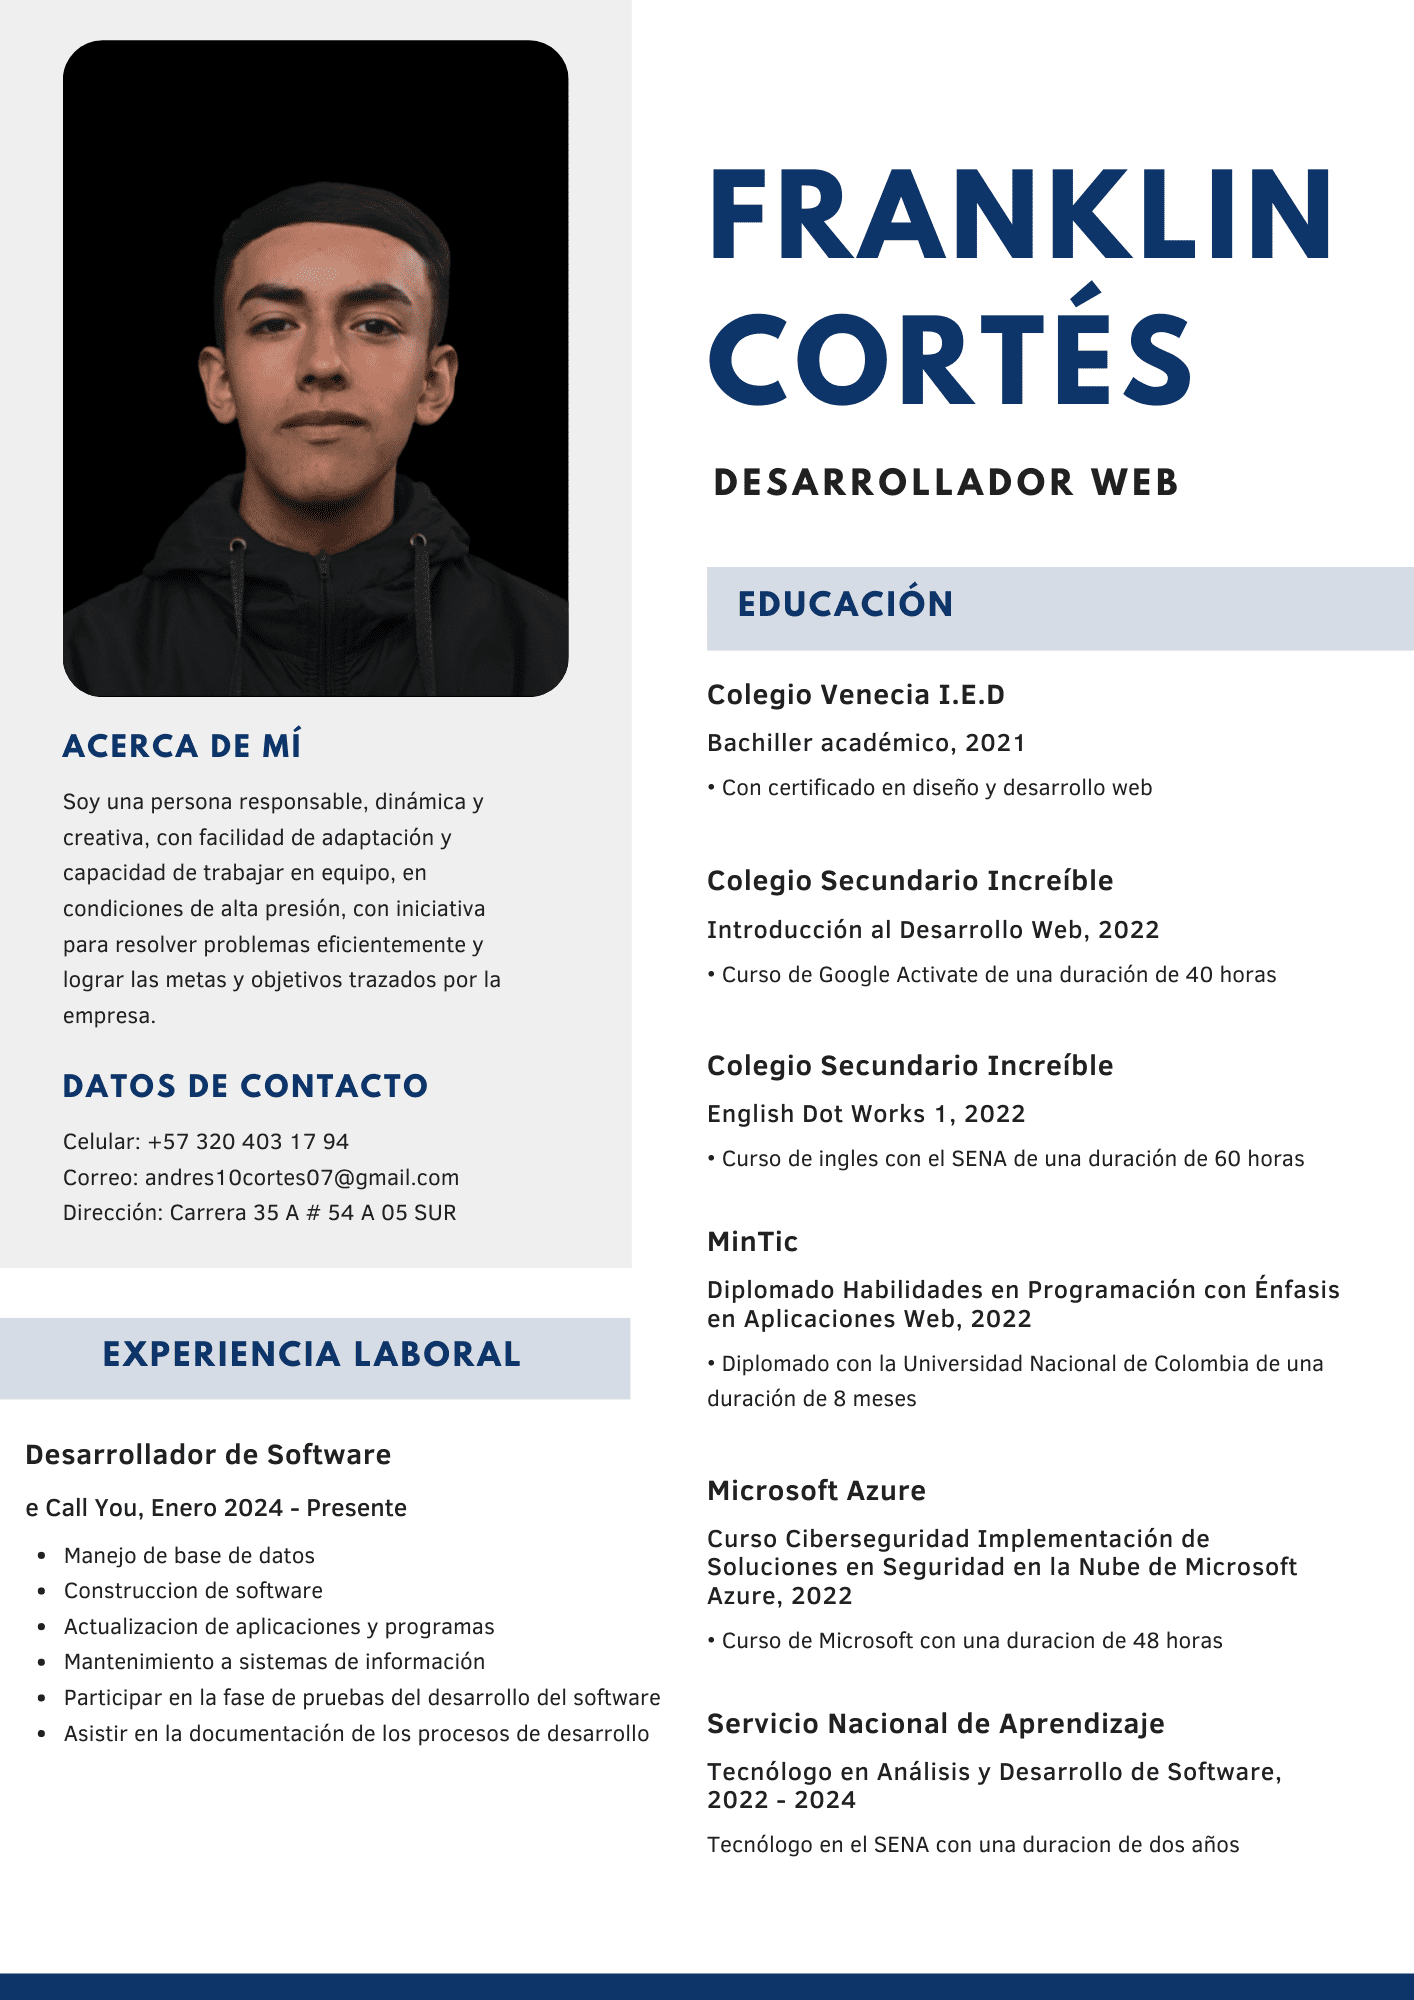 FRANKLIN
CORTÉS
DESARROLLADOR WEB
ACERCA DE MÍ
Soy una persona responsable, dinámica y
creativa, con facilidad de adaptación y
capacidad de trabajar en equipo, en
condiciones de alta presión, con iniciativa
para resolver problemas eficientemente y
lograr las metas y objetivos trazados por la
empresa.
DATOS DE CONTACTO
Celular: +57 320 403 17 94
Correo: andres10cortes07@gmail.com
Dirección: Carrera 35 A # 54 A 05 SUR
EXPERIENCIA LABORAL
Desarrollador de Software
e Call You, Enero 2024 - Presente
• Manejo de base de datos
• Construccion de software
• Actualizacion de aplicaciones y programas
• Mantenimiento a sistemas de información
• Participar en la fase de pruebas del desarrollo del software
• Asistir en la documentación de los procesos de desarrollo
EDUCACIÓN
Colegio Venecia I.E.D
Bachiller académico, 2021
• Con certificado en diseño y desarrollo web
Colegio Secundario Increíble
Introducción al Desarrollo Web, 2022
• Curso de Google Activate de una duración de 40 horas
Colegio Secundario Increíble
English Dot Works 1, 2022
• Curso de ingles con el SENA de una duración de 60 horas
MinTic
Diplomado Habilidades en Programación con Énfasis
en Aplicaciones Web, 2022
• Diplomado con la Universidad Nacional de Colombia de una
duración de 8 meses
Microsoft Azure
Curso Ciberseguridad Implementación de
Soluciones en Seguridad en la Nube de Microsoft
Azure, 2022
• Curso de Microsoft con una duracion de 48 horas
Servicio Nacional de Aprendizaje
Tecnólogo en Análisis y Desarrollo de Software,
2022 - 2024
Tecnólogo en el SENA con una duracion de dos años